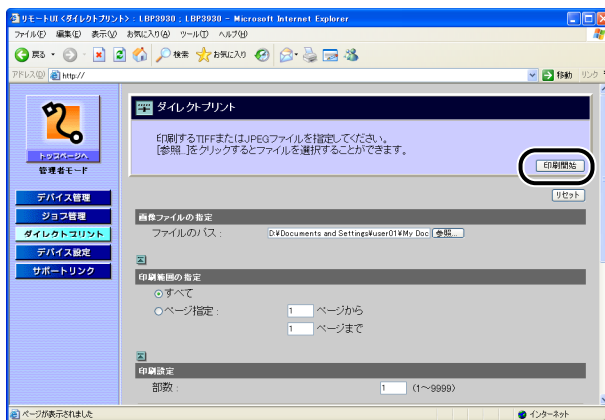 リモートUI <ダイレクトプリント> : LBP3930 ; LBP3930 - Microsoft Internet Explorer
ファイル(F) 編集(E) 表示(V) お気に入り(A) ツール(T) ヘルプ(H)
戻る 検索 お気に入り
アドレス(D) http:// 移動 リンク
ダイレクトプリント
印刷するTIFFまたはJPEGファイルを指定してください。
[参照...]をクリックするとファイルを選択することができます。
印刷開始
トップページへ
管理者モード
リセット
デバイス管理
ジョブ管理
ダイレクトプリント
デバイス設定
サポートリンク
画像ファイルの指定
ファイルのパス : D:¥Documents and Settings¥user01¥My Doc 参照...
印刷範囲の指定
すべて
ページ指定 : 1 ページから
1 ページまで
印刷設定
部数 : 1 (1~9999)
ページが表示されました インターネット